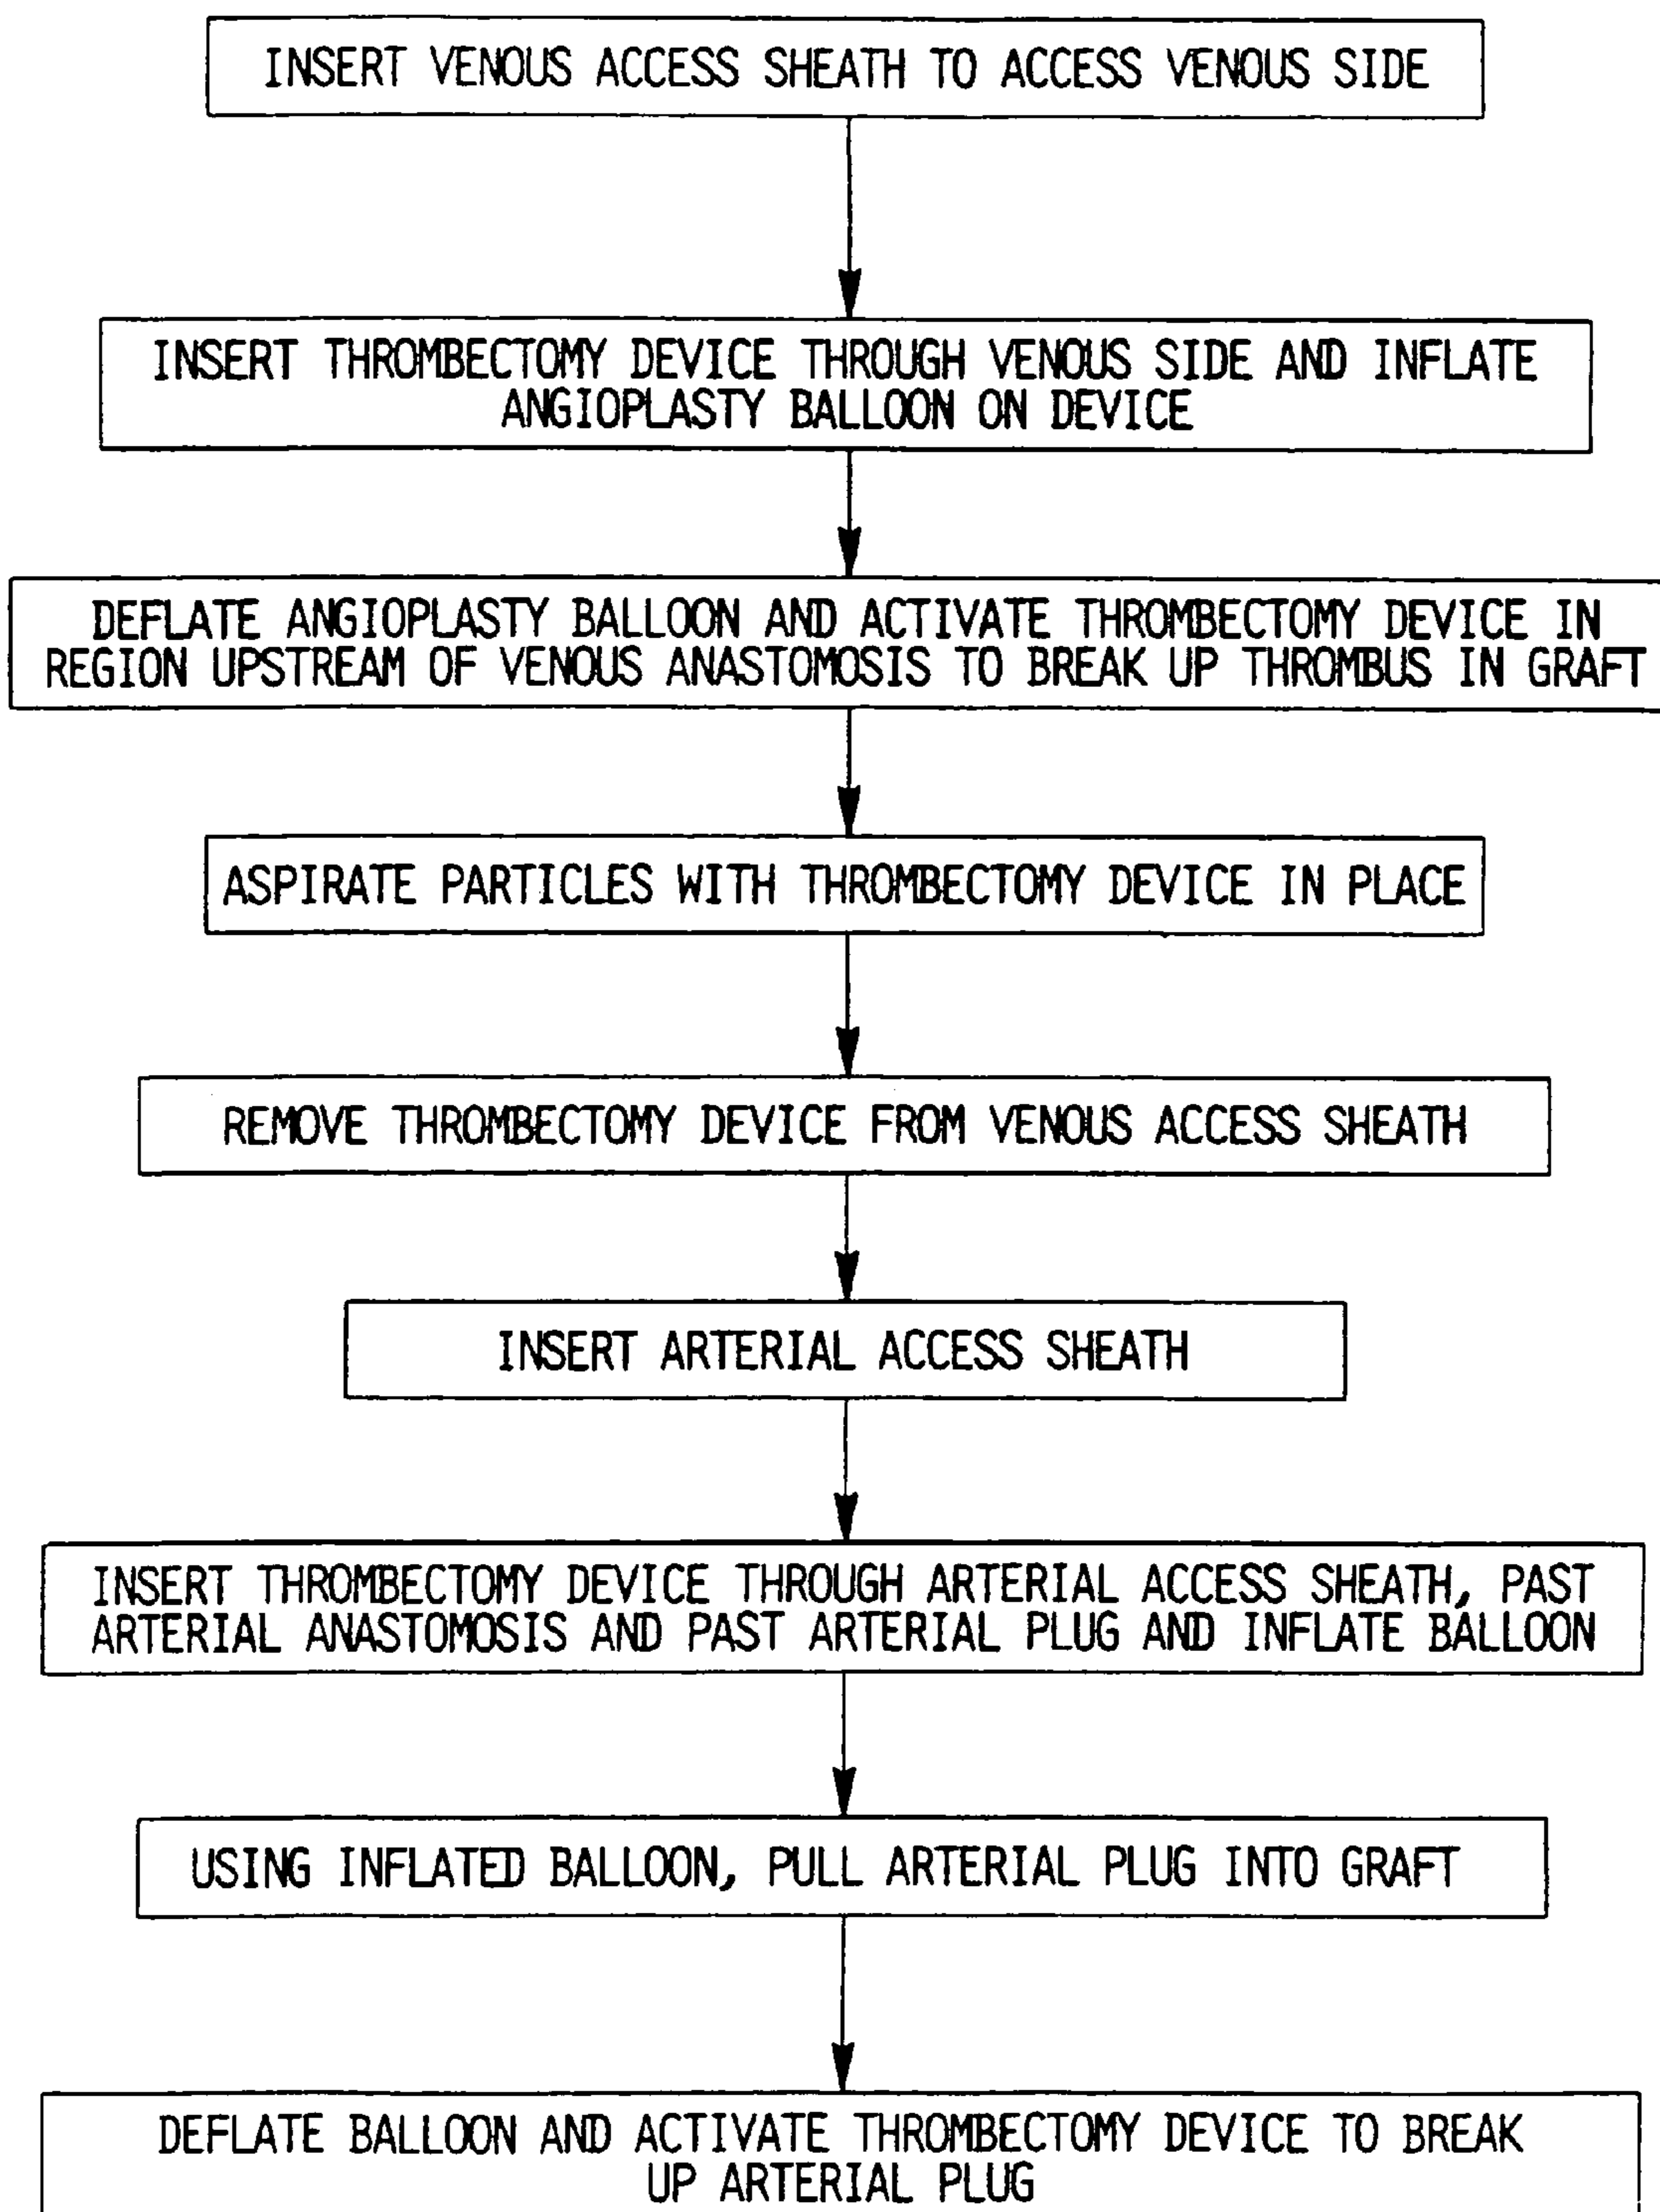 INSERT VENOUS ACCESS SHEATH TO ACCESS VENOUS SIDE
INSERT THROMBECTOMY DEVICE THROUGH VENOUS SIDE AND INFLATE
ANGIOPLASTY BALLOON ON DEVICE
DEFLATE ANGIOPLASTY BALLOON AND ACTIVATE THROMBECTOMY DEVICE IN
REGION UPSTREAM OF VENOUS ANASTOMOSIS TO BREAK UP THROMBUS IN GRAFT
ASPIRATE PARTICLES WITH THROMBECTOMY DEVICE IN PLACE
REMOVE THROMBECTOMY DEVICE FROM VENOUS ACCESS SHEATH
INSERT ARTERIAL ACCESS SHEATH
INSERT THROMBECTOMY DEVICE THROUGH ARTERIAL ACCESS SHEATH, PAST
ARTERIAL ANASTOMOSIS AND PAST ARTERIAL PLUG AND INFLATE BALLOON
USING INFLATED BALLOON, PULL ARTERIAL PLUG INTO GRAFT
DEFLATE BALLOON AND ACTIVATE THROMBECTOMY DEVICE TO BREAK
UP ARTERIAL PLUG